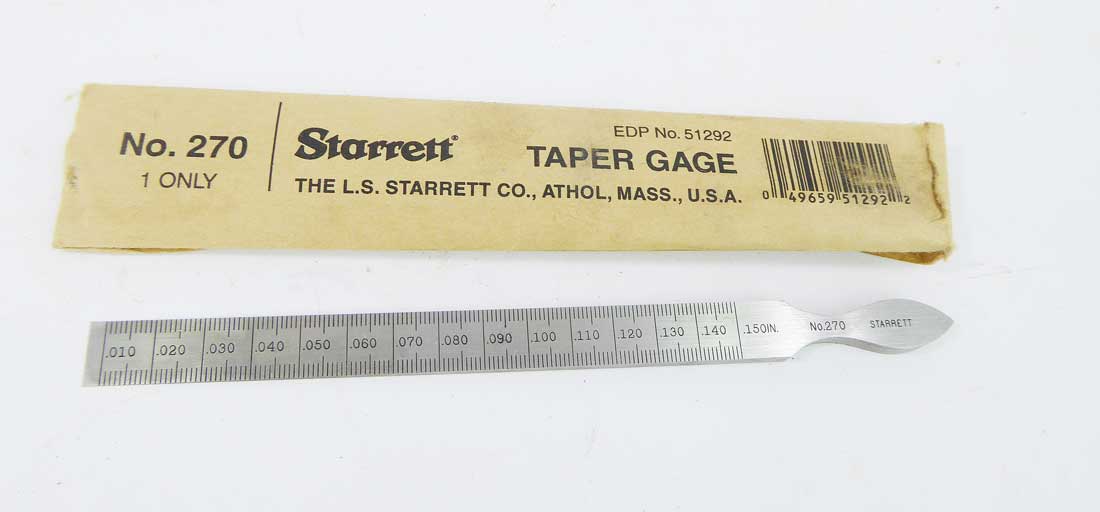 No. 270
1 ONLY
Starrett®
EDP No. 51292
TAPER GAGE
THE L.S. STARRETT CO., ATHOL, MASS., U.S.A.
0 49659 51292 2
.010 .020 .030 .040 .050 .060 .070 .080 .090 .100 .110 .120 .130 .140 .150IN. No.270 STARRETT